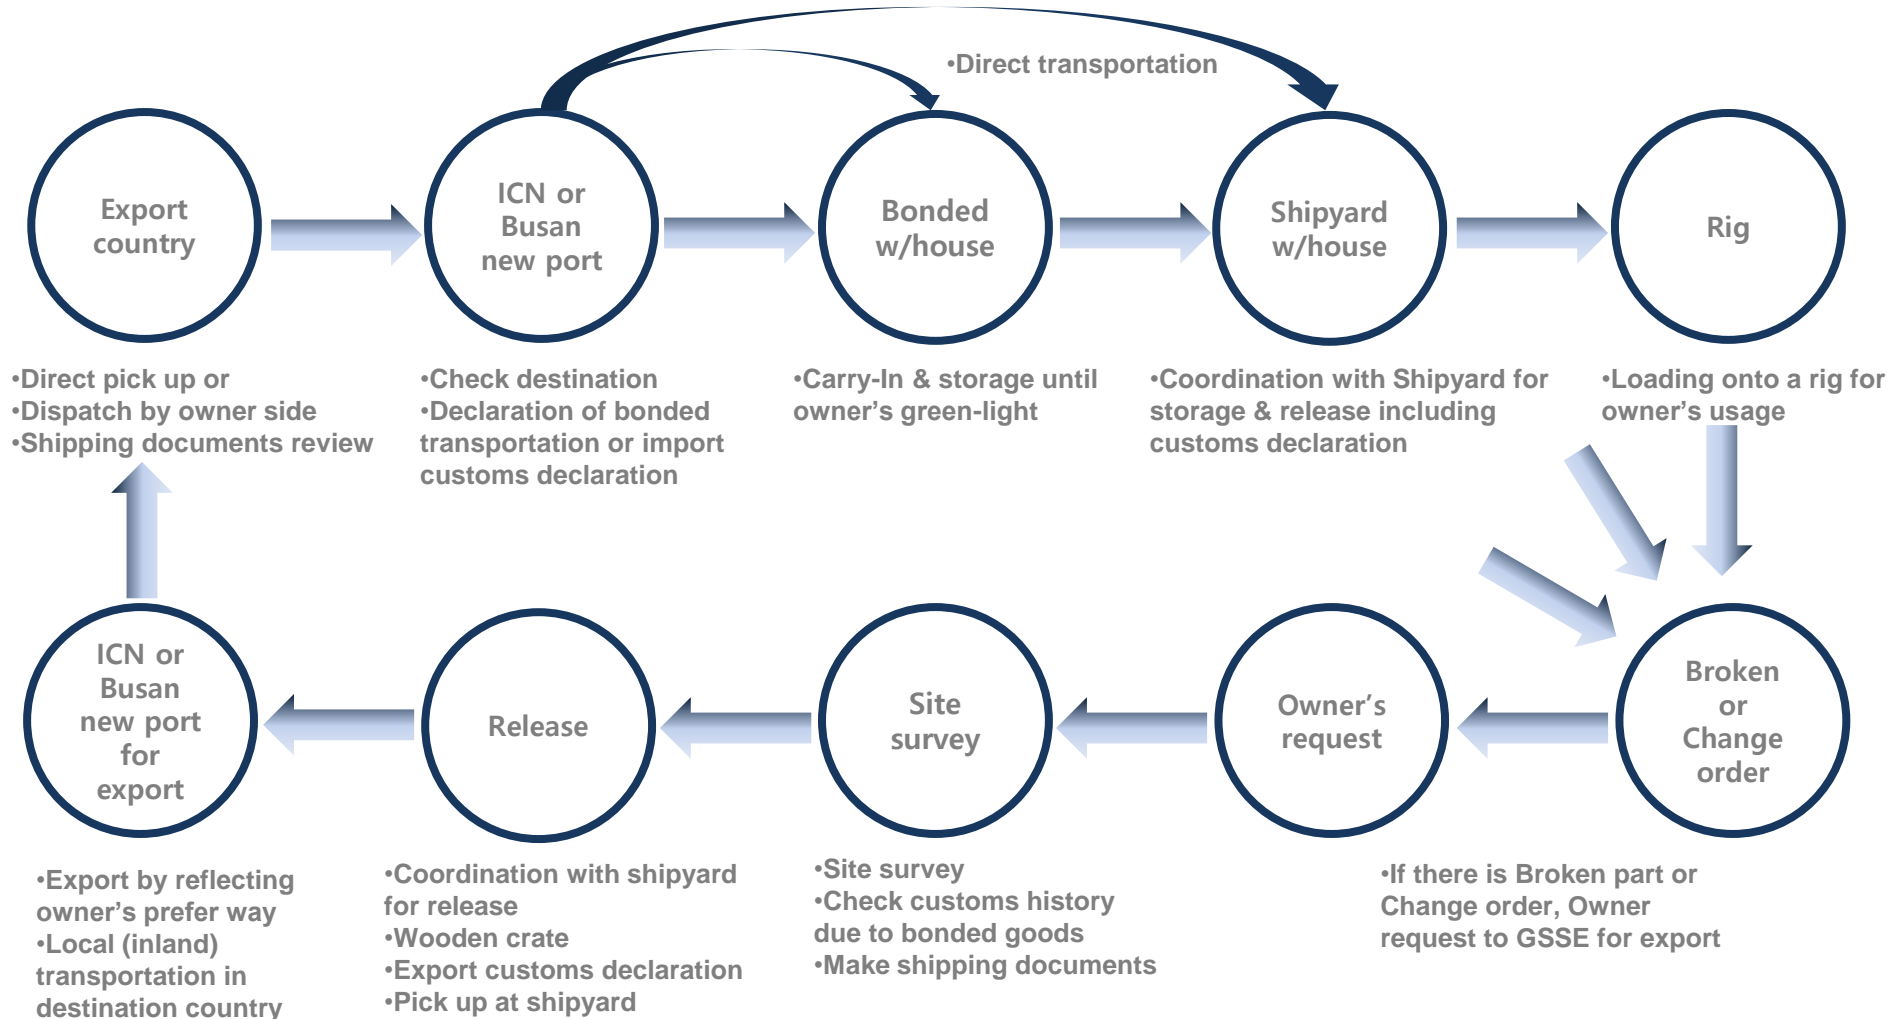 •Direct transportation
Export
country
ICN or
Busan
new port
Bonded
w/house
Shipyard
w/house
Rig
•Direct pick up or
•Dispatch by owner side
•Shipping documents review
•Check destination
•Declaration of bonded
transportation or import
customs declaration
•Carry-In & storage until
owner’s green-light
•Coordination with Shipyard for
storage & release including
customs declaration
•Loading onto a rig for
owner’s usage
ICN or
Busan
new port
for
export
Release
Site
survey
Owner’s
request
Broken
or
Change
order
•Export by reflecting
owner’s prefer way
•Local (inland)
transportation in
destination country
•Coordination with shipyard
for release
•Wooden crate
•Export customs declaration
•Pick up at shipyard
•Site survey
•Check customs history
due to bonded goods
•Make shipping documents
•If there is Broken part or
Change order, Owner
request to GSSE for export